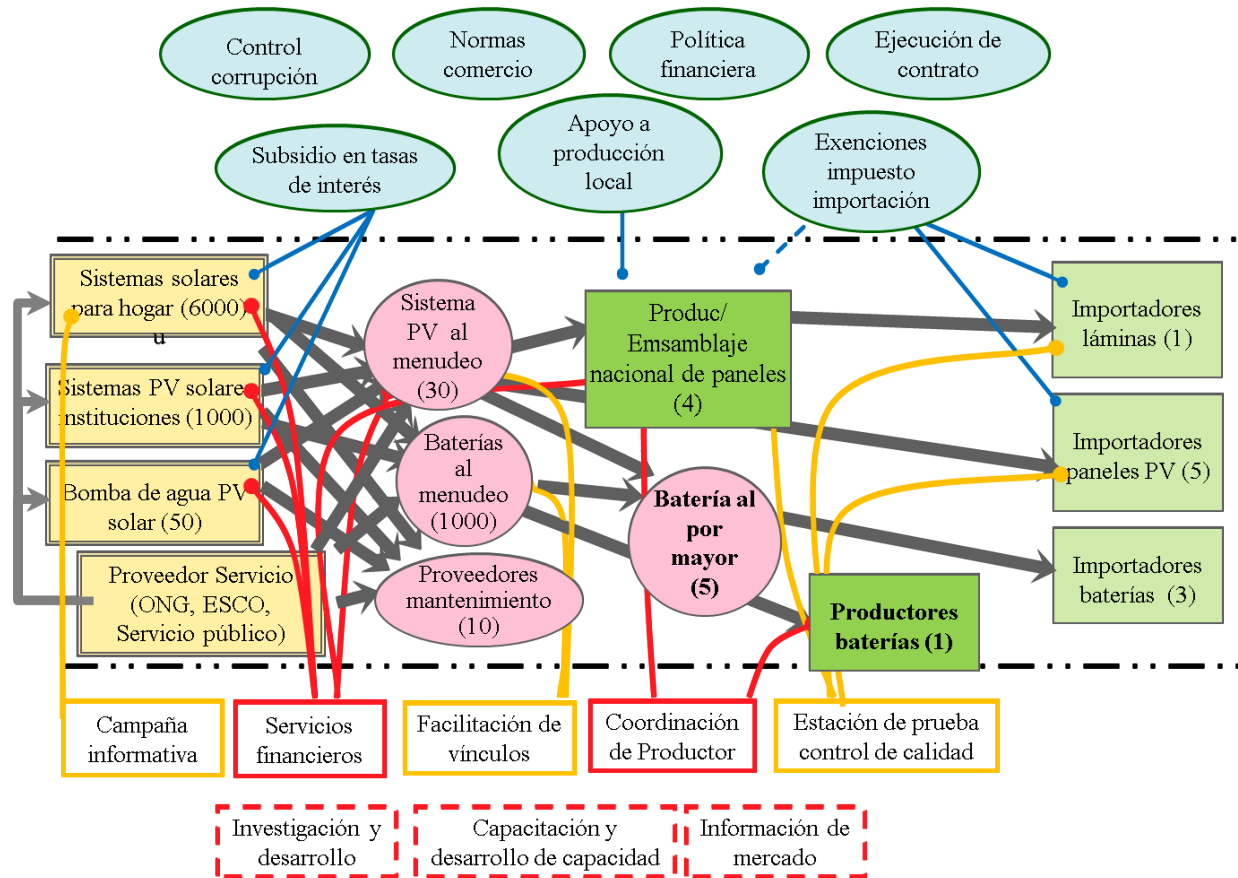 Control
corrupción
Normas
comercio
Política
financiera
Ejecución de
contrato
Subsidio en tasas
de interés
Apoyo a
producción
local
Exenciones
impuesto
importación
Sistemas solares
para hogar (6000)
u
Sistemas PV solares
instituciones (1000)
Bomba de agua PV
solar (50)
Proveedor Servicio
(ONG, ESCO,
Servicio público)
Sistema
PV al
menudeo
(30)
Baterías
al
menudeo
(1000)
Proveedores
mantenimiento
(10)
Produc/
Emsamblaje
nacional de paneles
(4)
Batería al
por
mayor
(5)
Productores
baterías (1)
Importadores
láminas (1)
Importadores
paneles PV (5)
Importadores
baterías (3)
Campaña
informativa
Servicios
financieros
Facilitación de
vínculos
Coordinación
de Productor
Estación de prueba
control de calidad
Investigación y
desarrollo
Capacitación y
desarrollo de capacidad
Información de
mercado